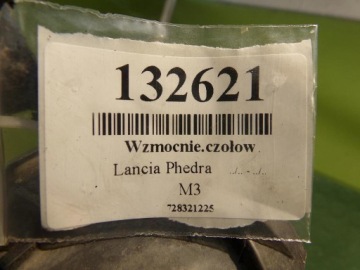 132621
Wzmocnie.czołow
Lancia Phedra ../.. - ../..
M3
728321225